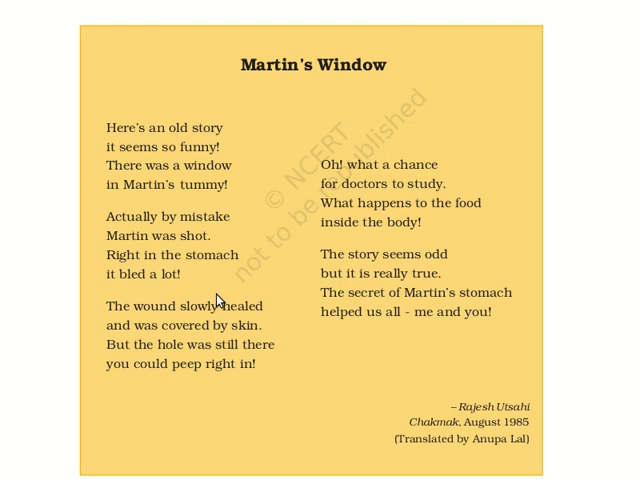 Martin's Window
Here's an old story
it seems so funny!
There was a window
in Martin's tummy!
Actually by mistake
Martin was shot.
Right in the stomach
it bled a lot!
The wound slowly healed
and was covered by skin.
But the hole was still there
you could peep right in!
Oh! what a chance
for doctors to study.
What happens to the food
inside the body!
The story seems odd
but it is really true.
The secret of Martin's stomach
helped us all - me and you!
– Rajesh Utsahi
Chakmak, August 1985
(Translated by Anupa Lal)
© NCERT
not to be republished